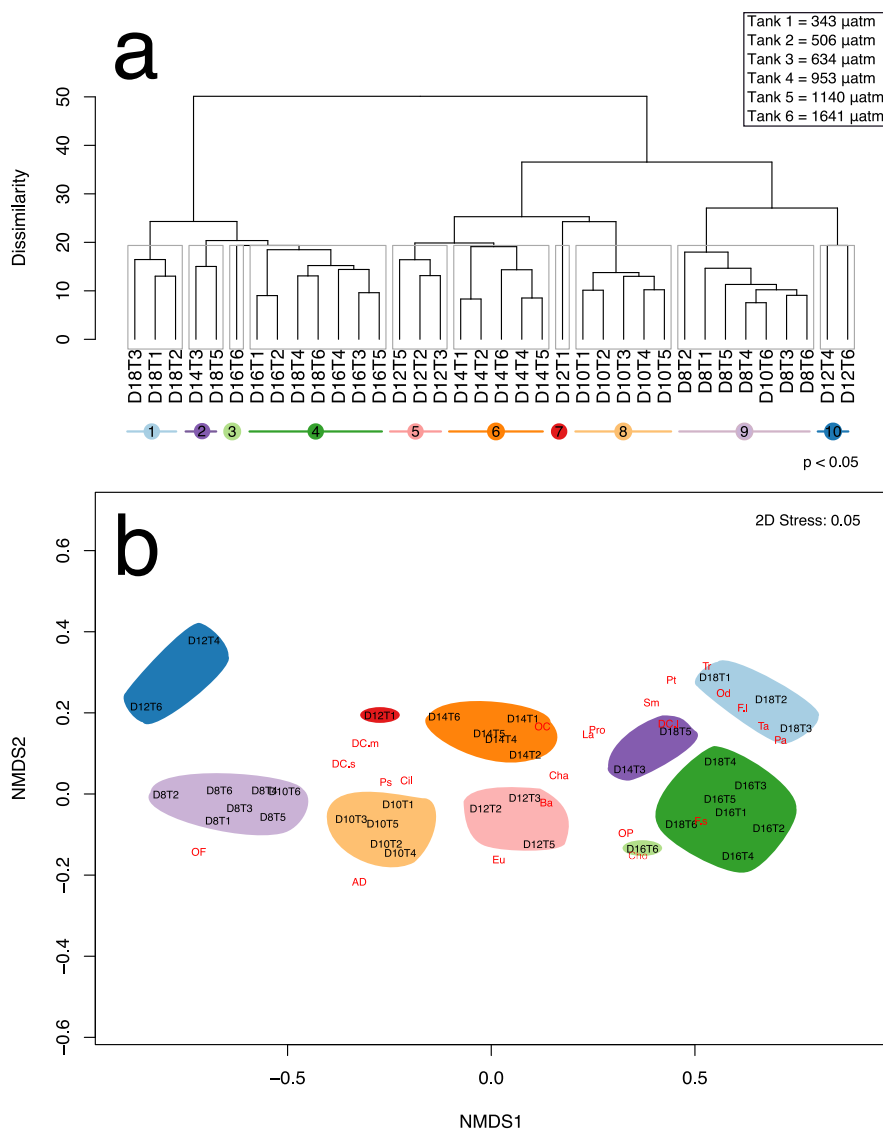 a
Tank 1 = 343 µatm
Tank 2 = 506 µatm
Tank 3 = 634 µatm
Tank 4 = 953 µatm
Tank 5 = 1140 µatm
Tank 6 = 1641 µatm
Dissimilarity
50
40
30
20
10
0
D18T3 D18T1 D18T2 D14T3 D18T5 D16T6 D16T1 D16T2 D18T4 D18T6 D16T4 D16T3 D16T5 D12T5 D12T2 D12T3 D14T1 D14T2 D14T6 D14T4 D14T5 D12T1 D10T1 D10T2 D10T3 D10T4 D10T5 D8T2 D8T1 D8T5 D8T4 D10T6 D8T3 D8T6 D12T4 D12T6
1 2 3 4 5 6 7 8 9 10
p < 0.05
b
2D Stress: 0.05
NMDS2
0.6
0.4
0.2
0.0
−0.2
−0.4
−0.6
D12T4
D12T6
D12T1
D14T6 D14T1
OC
D14T5
D14T4
D14T2
La Pro
Sm
Pt
Tr
D18T1
Od
D18T2
F.l
Ta
D18T3
Pa
DC.l
D18T5
D14T3
DC.m
DC.s
Ps Cil
Cha
D18T4
D16T3
D16T5
D16T1
F.s
D18T6
D16T2
D16T4
D8T2 D8T6 D8T4 D10T6
D8T3
D8T1 D8T5
OF
D10T1
D10T3 D10T5
D10T2
D10T4
AD
D12T2 D12T3
Ba
D12T5
Eu
OP
D16T6
Cho
−0.5 0.0 0.5
NMDS1